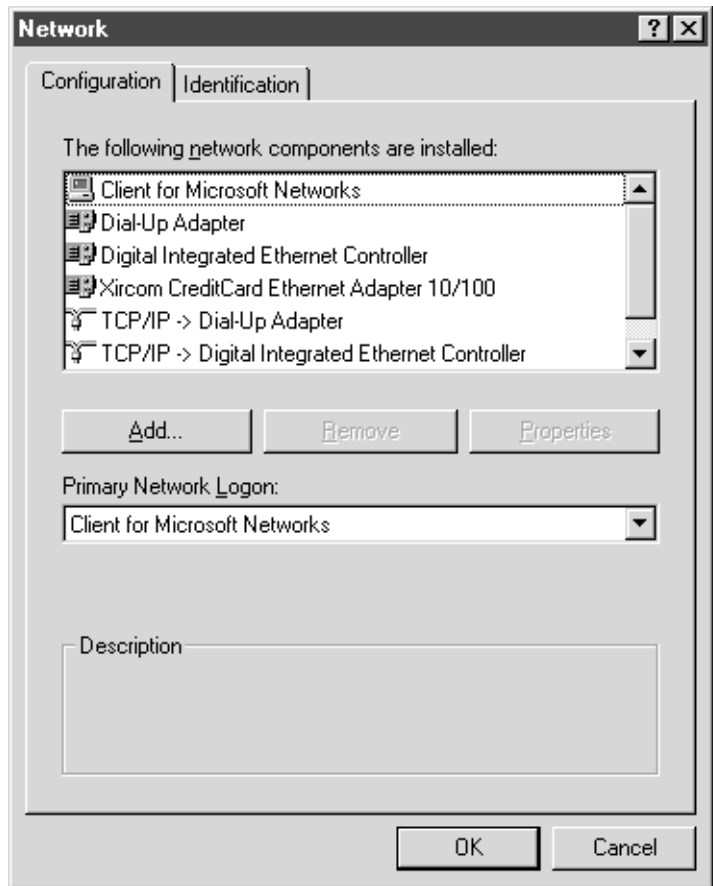 Network
Configuration Identification
The following network components are installed:
Client for Microsoft Networks
Dial-Up Adapter
Digital Integrated Ethernet Controller
Xircom CreditCard Ethernet Adapter 10/100
TCP/IP -> Dial-Up Adapter
TCP/IP -> Digital Integrated Ethernet Controller
Add... Remove Properties
Primary Network Logon:
Client for Microsoft Networks
Description
OK Cancel